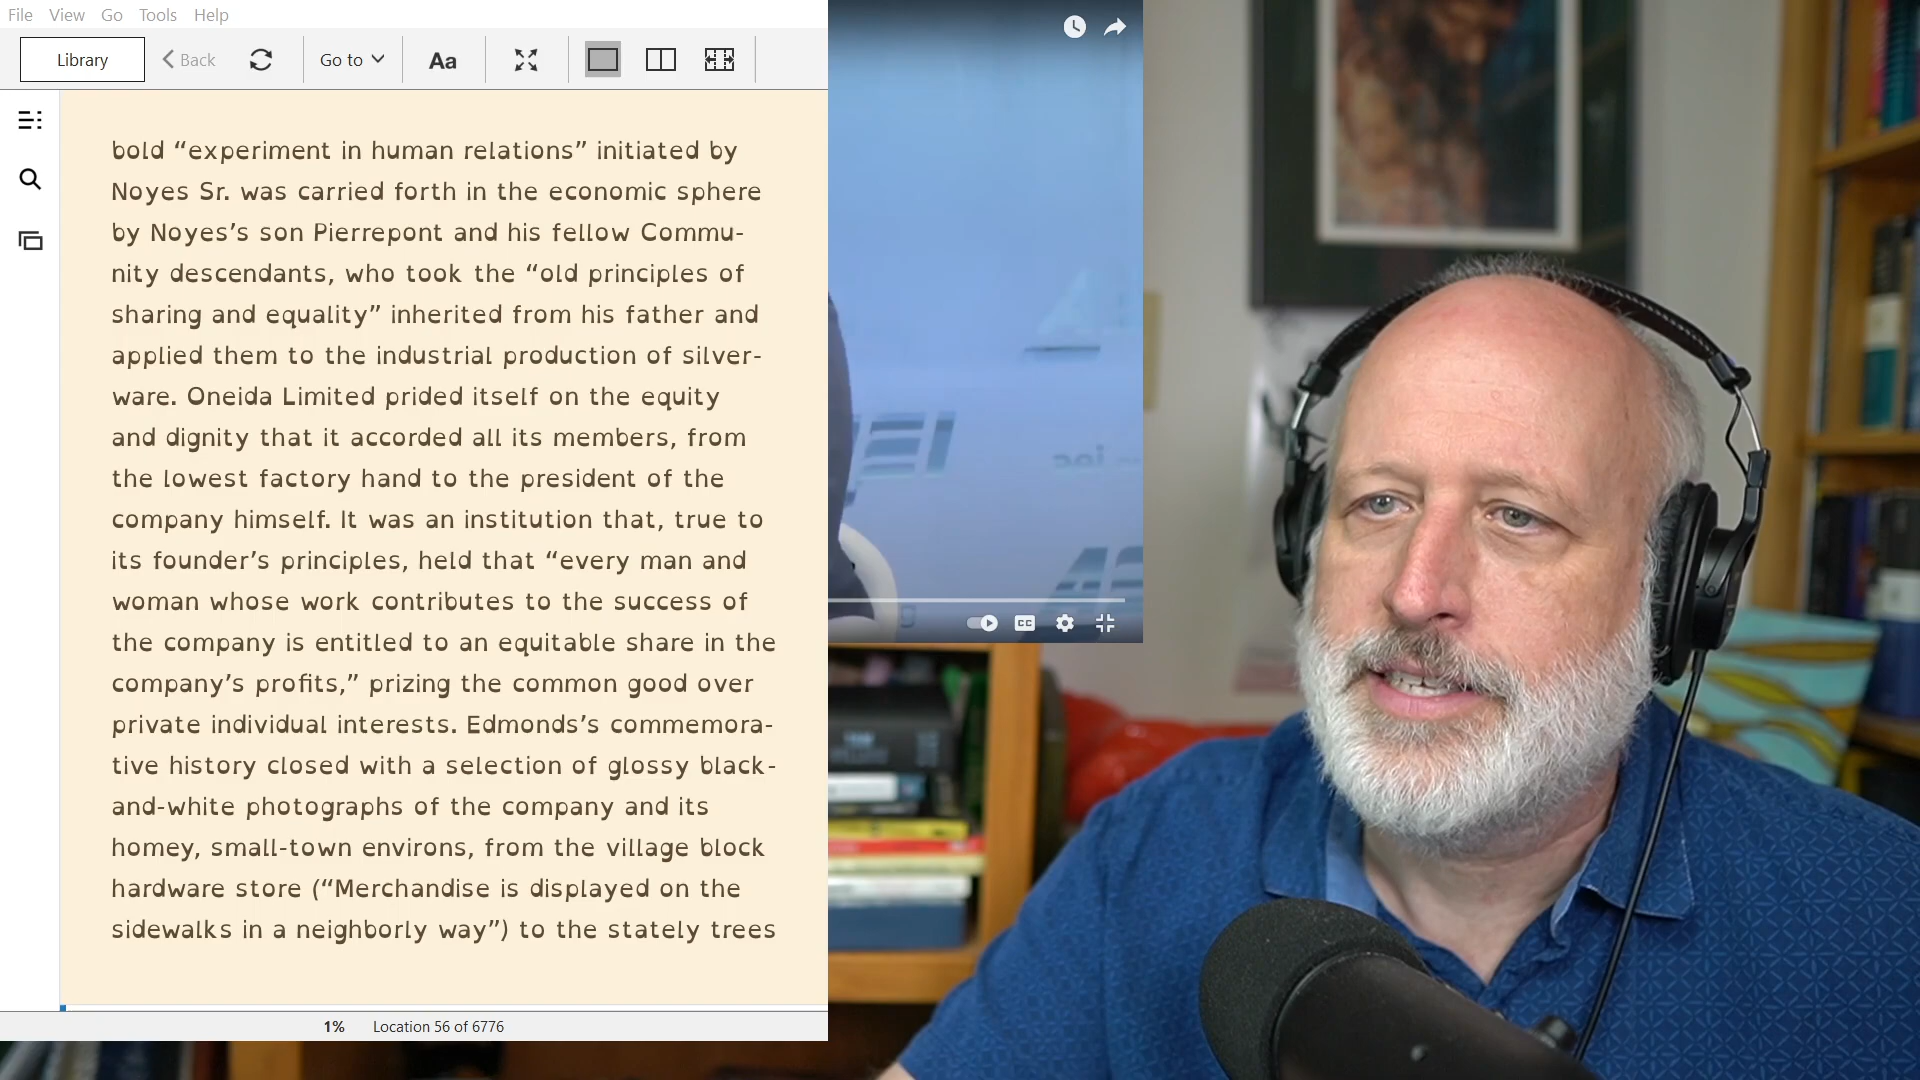 File View Go Tools Help
Library Back Go to Aa
bold “experiment in human relations” initiated by
Noyes Sr. was carried forth in the economic sphere
by Noyes’s son Pierrepont and his fellow Commu-
nity descendants, who took the “old principles of
sharing and equality” inherited from his father and
applied them to the industrial production of silver-
ware. Oneida Limited prided itself on the equity
and dignity that it accorded all its members, from
the lowest factory hand to the president of the
company himself. It was an institution that, true to
its founder’s principles, held that “every man and
woman whose work contributes to the success of
the company is entitled to an equitable share in the
company’s profits,” prizing the common good over
private individual interests. Edmonds’s commemora-
tive history closed with a selection of glossy black-
and-white photographs of the company and its
homey, small-town environs, from the village block
hardware store (“Merchandise is displayed on the
sidewalks in a neighborly way”) to the stately trees
1% Location 56 of 6776
CC